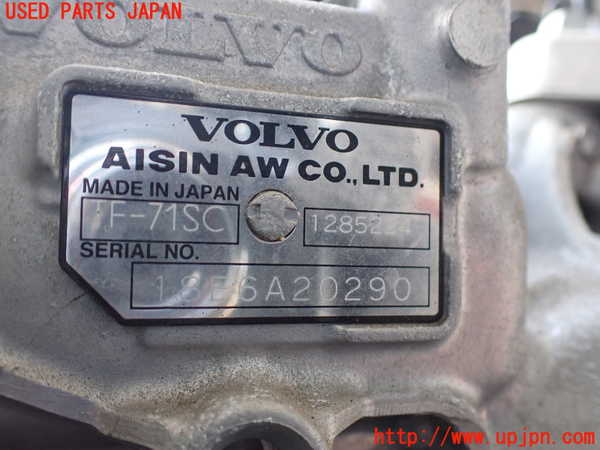 USED PARTS JAPAN
VOLVO
VOLVO
AISIN AW CO., LTD.
MADE IN JAPAN
TF-71SC
SERIAL NO.
http://www.upjpn.com/